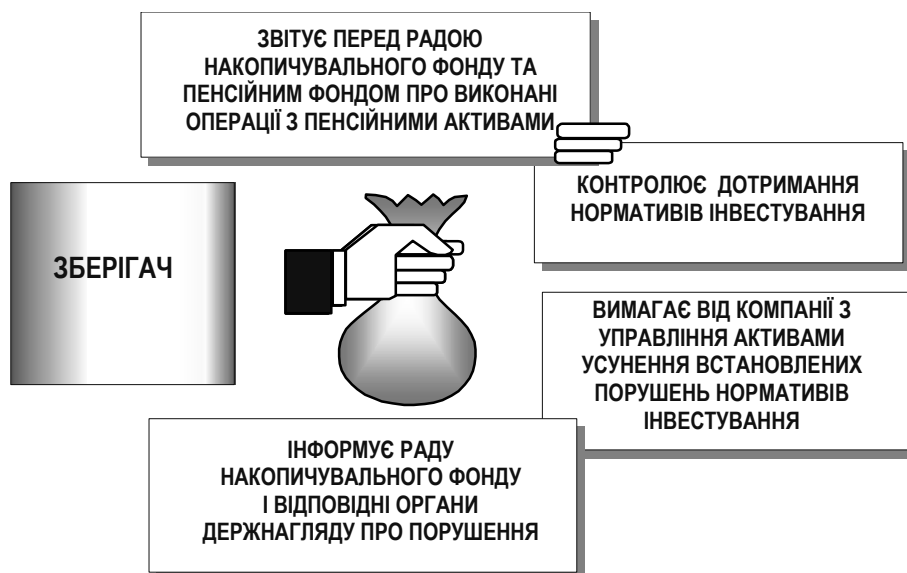 ЗВІТУЄ ПЕРЕД РАДОЮ
НАКОПИЧУВАЛЬНОГО ФОНДУ ТА
ПЕНСІЙНИМ ФОНДОМ ПРО ВИКОНАНІ
ОПЕРАЦІЇ З ПЕНСІЙНИМИ АКТИВАМИ
КОНТРОЛЮЄ ДОТРИМАННЯ
НОРМАТИВІВ ІНВЕСТУВАННЯ
ЗБЕРІГАЧ
ВИМАГАЄ ВІД КОМПАНІЇ З
УПРАВЛІННЯ АКТИВАМИ
УСУНЕННЯ ВСТАНОВЛЕНИХ
ПОРУШЕНЬ НОРМАТИВІВ
ІНВЕСТУВАННЯ
ІНФОРМУЄ РАДУ
НАКОПИЧУВАЛЬНОГО ФОНДУ
І ВІДПОВІДНІ ОРГАНИ
ДЕРЖНАГЛЯДУ ПРО ПОРУШЕННЯ